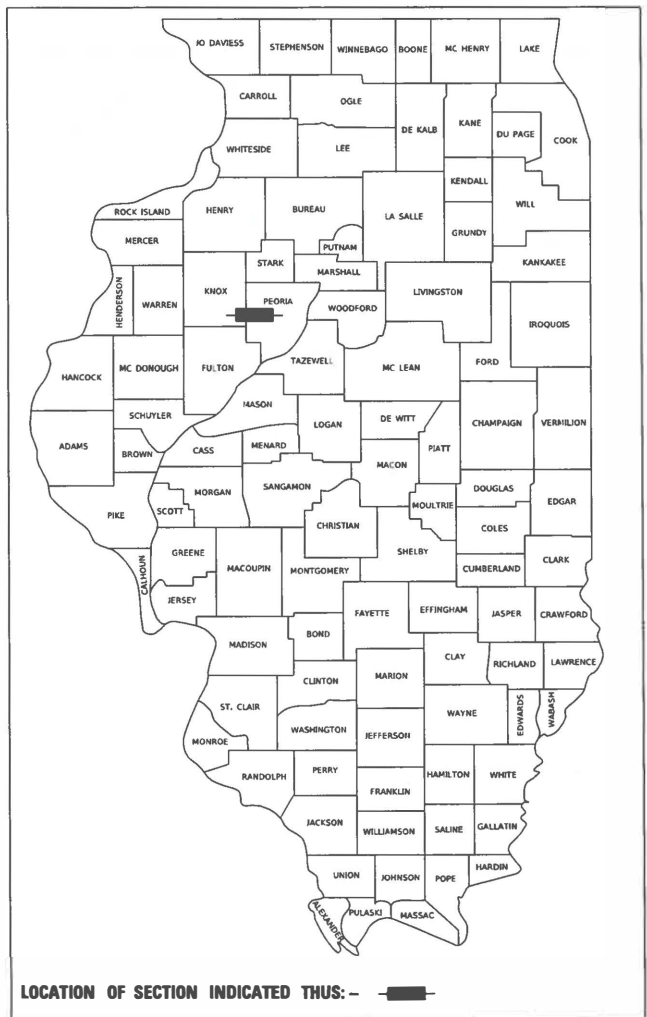 JO DAVIESS STEPHENSON WINNEBAGO BOONE MC HENRY LAKE
CARROLL OGLE
DE KALB KANE DU PAGE COOK
WHITESIDE LEE
KENDALL
ROCK ISLAND HENRY BUREAU LA SALLE WILL
GRUNDY
MERCER PUTNAM
STARK KANKAKEE
MARSHALL
HENDERSON WARREN KNOX PEORIA WOODFORD LIVINGSTON
IROQUOIS
HANCOCK MC DONOUGH FULTON TAZEWELL MC LEAN FORD
MASON
SCHUYLER LOGAN DE WITT CHAMPAIGN VERMILION
ADAMS BROWN CASS MENARD PIATT
MACON
MORGAN SANGAMON DOUGLAS EDGAR
PIKE SCOTT MOULTRIE
CHRISTIAN COLES
GREENE SHELBY
CALHOUN MACOUPIN MONTGOMERY CUMBERLAND CLARK
JERSEY FAYETTE EFFINGHAM JASPER CRAWFORD
MADISON BOND
CLAY RICHLAND LAWRENCE
CLINTON MARION
ST. CLAIR WAYNE EDWARDS WABASH
WASHINGTON JEFFERSON
MONROE
RANDOLPH PERRY HAMILTON WHITE
FRANKLIN
JACKSON WILLIAMSON SALINE GALLATIN
HARDIN
UNION JOHNSON POPE
ALEXANDER PULASKI MASSAC
LOCATION OF SECTION INDICATED THUS: –